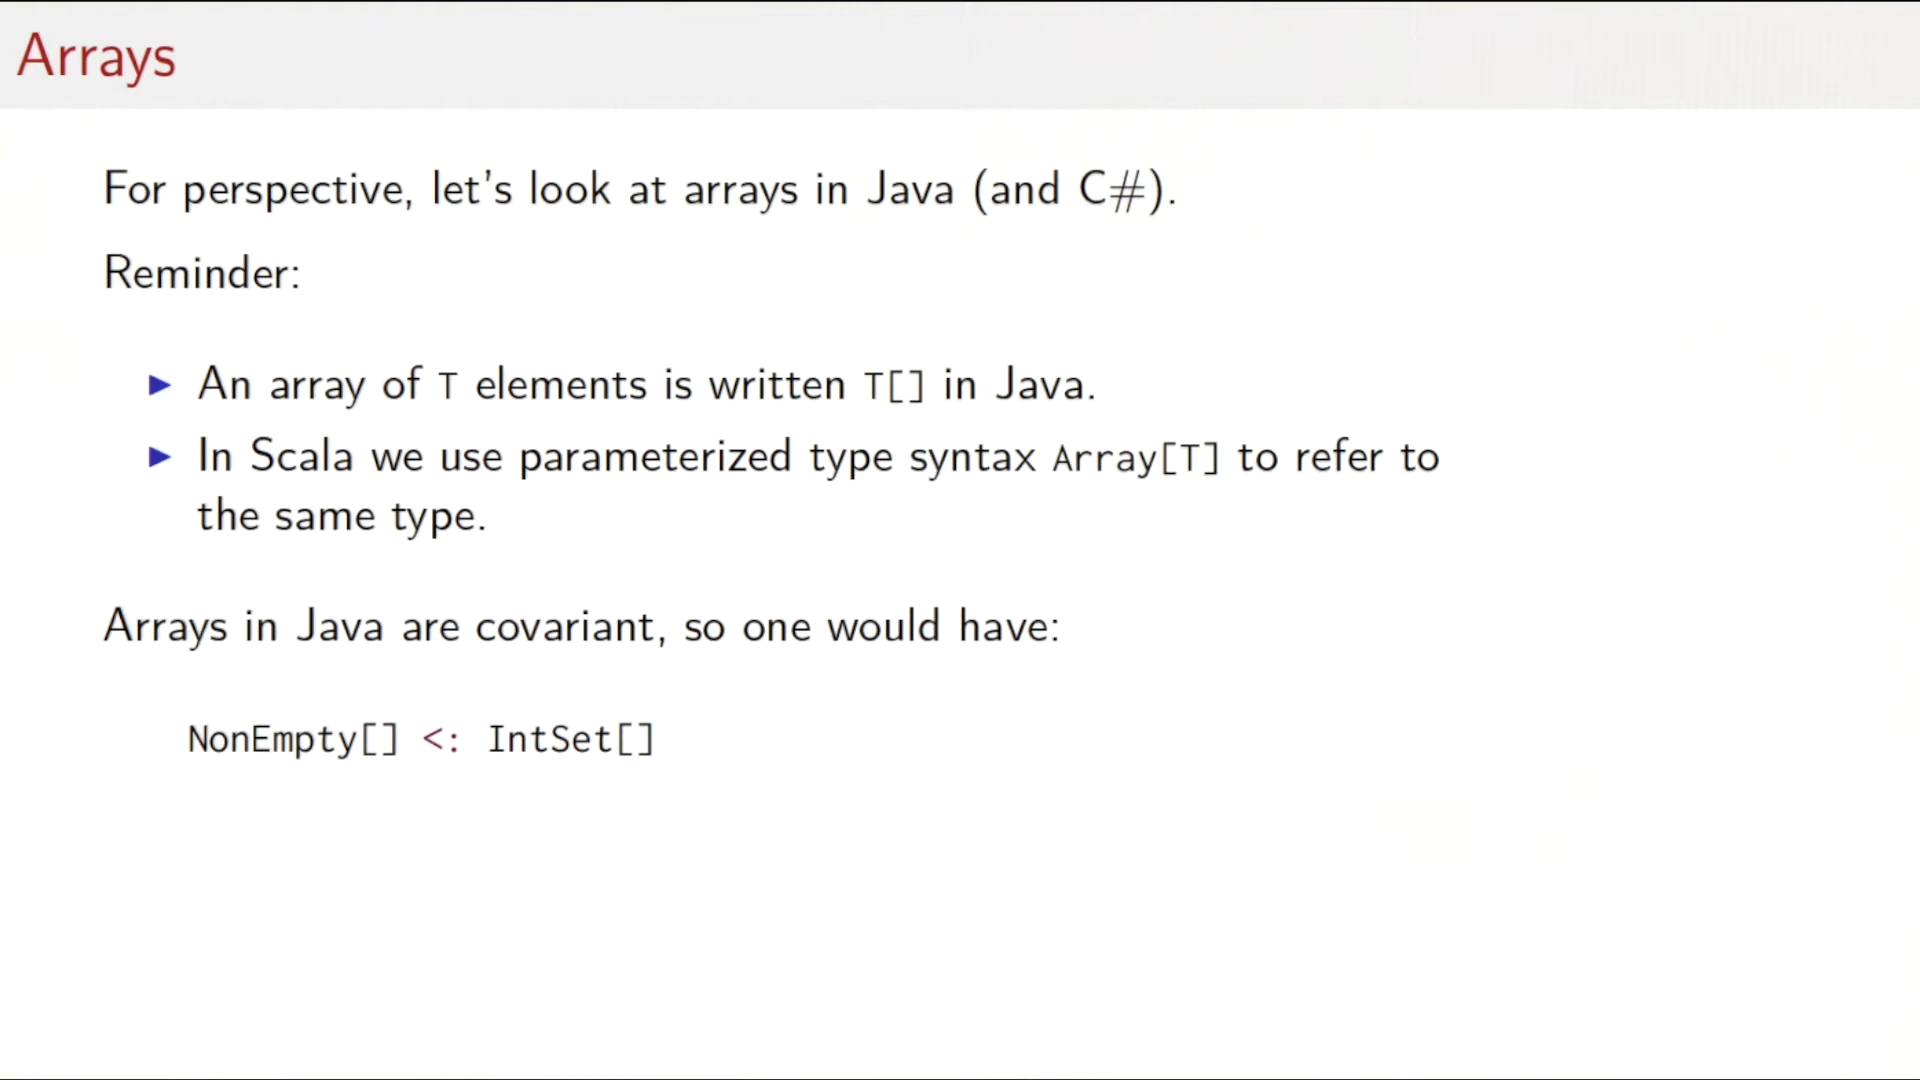 Arrays
For perspective, let's look at arrays in Java (and C#).
Reminder:
▶ An array of T elements is written T[] in Java.
▶ In Scala we use parameterized type syntax Array[T] to refer to
the same type.
Arrays in Java are covariant, so one would have:
NonEmpty[] <: IntSet[]